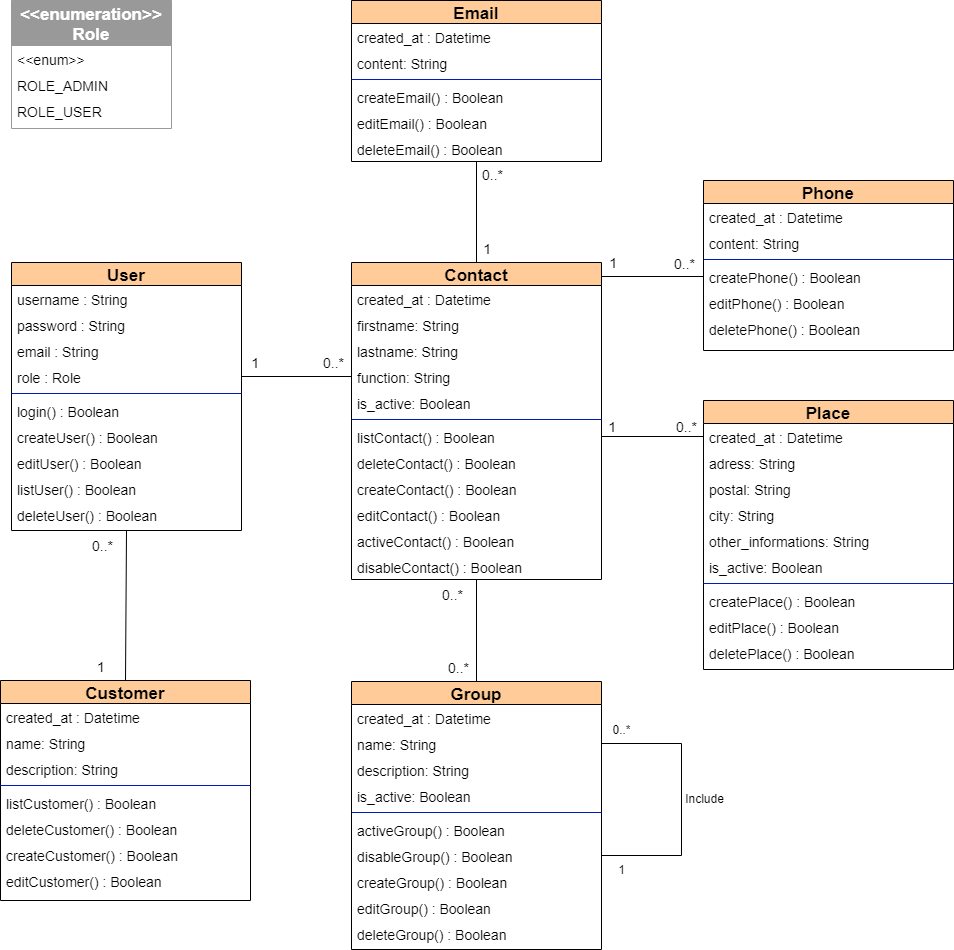 <<enumeration>>
Role
<<enum>>
ROLE_ADMIN
ROLE_USER
Email
created_at : Datetime
content: String
createEmail() : Boolean
editEmail() : Boolean
deleteEmail() : Boolean
0..*
1
Phone
created_at : Datetime
content: String
createPhone() : Boolean
editPhone() : Boolean
deletePhone() : Boolean
1
0..*
User
username : String
password : String
email : String
role : Role
login() : Boolean
createUser() : Boolean
editUser() : Boolean
listUser() : Boolean
deleteUser() : Boolean
1
0..*
Contact
created_at : Datetime
firstname: String
lastname: String
function: String
is_active: Boolean
listContact() : Boolean
deleteContact() : Boolean
createContact() : Boolean
editContact() : Boolean
activeContact() : Boolean
disableContact() : Boolean
1
0..*
Place
created_at : Datetime
adress: String
postal: String
city: String
other_informations: String
is_active: Boolean
createPlace() : Boolean
editPlace() : Boolean
deletePlace() : Boolean
0..*
1
0..*
0..*
Customer
created_at : Datetime
name: String
description: String
listCustomer() : Boolean
deleteCustomer() : Boolean
createCustomer() : Boolean
editCustomer() : Boolean
Group
created_at : Datetime
name: String
description: String
is_active: Boolean
activeGroup() : Boolean
disableGroup() : Boolean
createGroup() : Boolean
editGroup() : Boolean
deleteGroup() : Boolean
0..*
Include
1